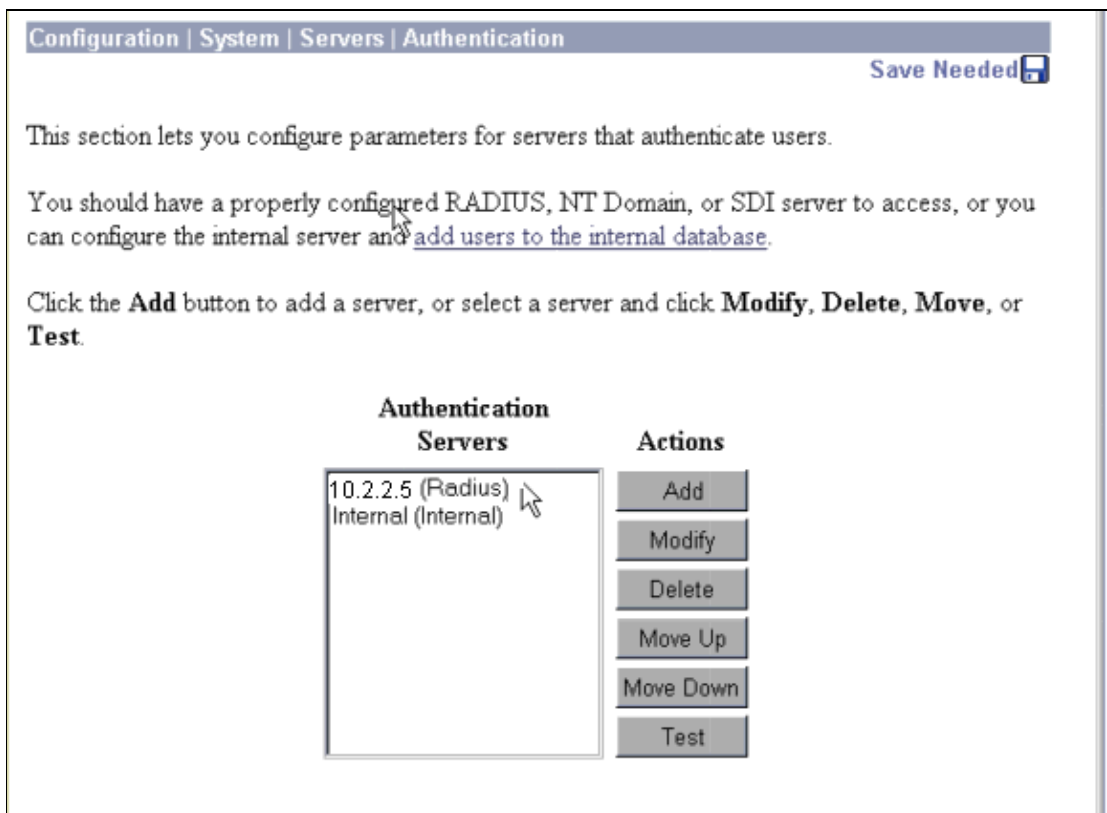 Configuration | System | Servers | Authentication
Save Needed
This section lets you configure parameters for servers that authenticate users.
You should have a properly configured RADIUS, NT Domain, or SDI server to access, or you
can configure the internal server and add users to the internal database.
Click the Add button to add a server, or select a server and click Modify, Delete, Move, or
Test.
Authentication
Servers
Actions
10.2.2.5 (Radius)
Internal (Internal)
Add
Modify
Delete
Move Up
Move Down
Test